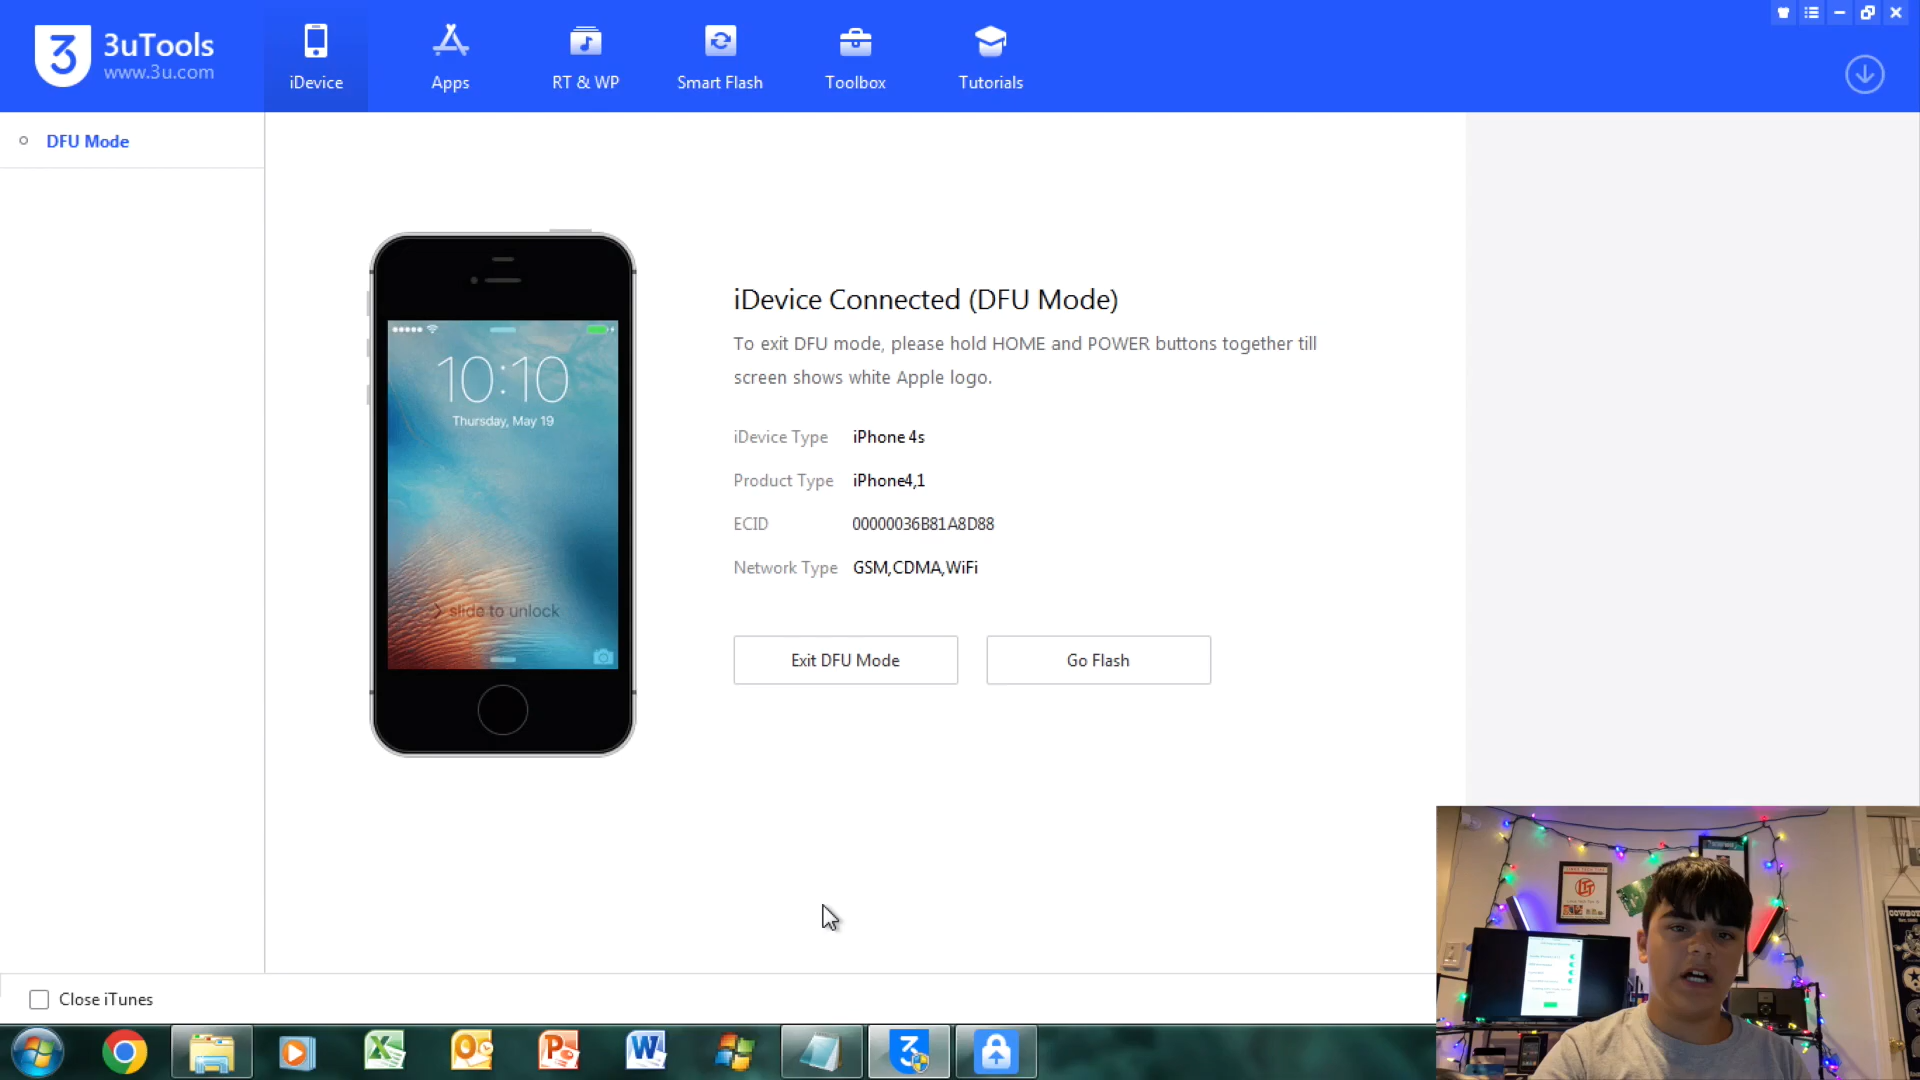 3uTools
www.3u.com
iDevice
Apps
RT & WP
Smart Flash
Toolbox
Tutorials
DFU Mode
10:10
Thursday, May 19
slide to unlock
iDevice Connected (DFU Mode)
To exit DFU mode, please hold HOME and POWER buttons together till
screen shows white Apple logo.
iDevice Type iPhone 4s
Product Type iPhone4,1
ECID 00000036B81A8D88
Network Type GSM,CDMA,WiFi
Exit DFU Mode
Go Flash
Close iTunes
COWBOY